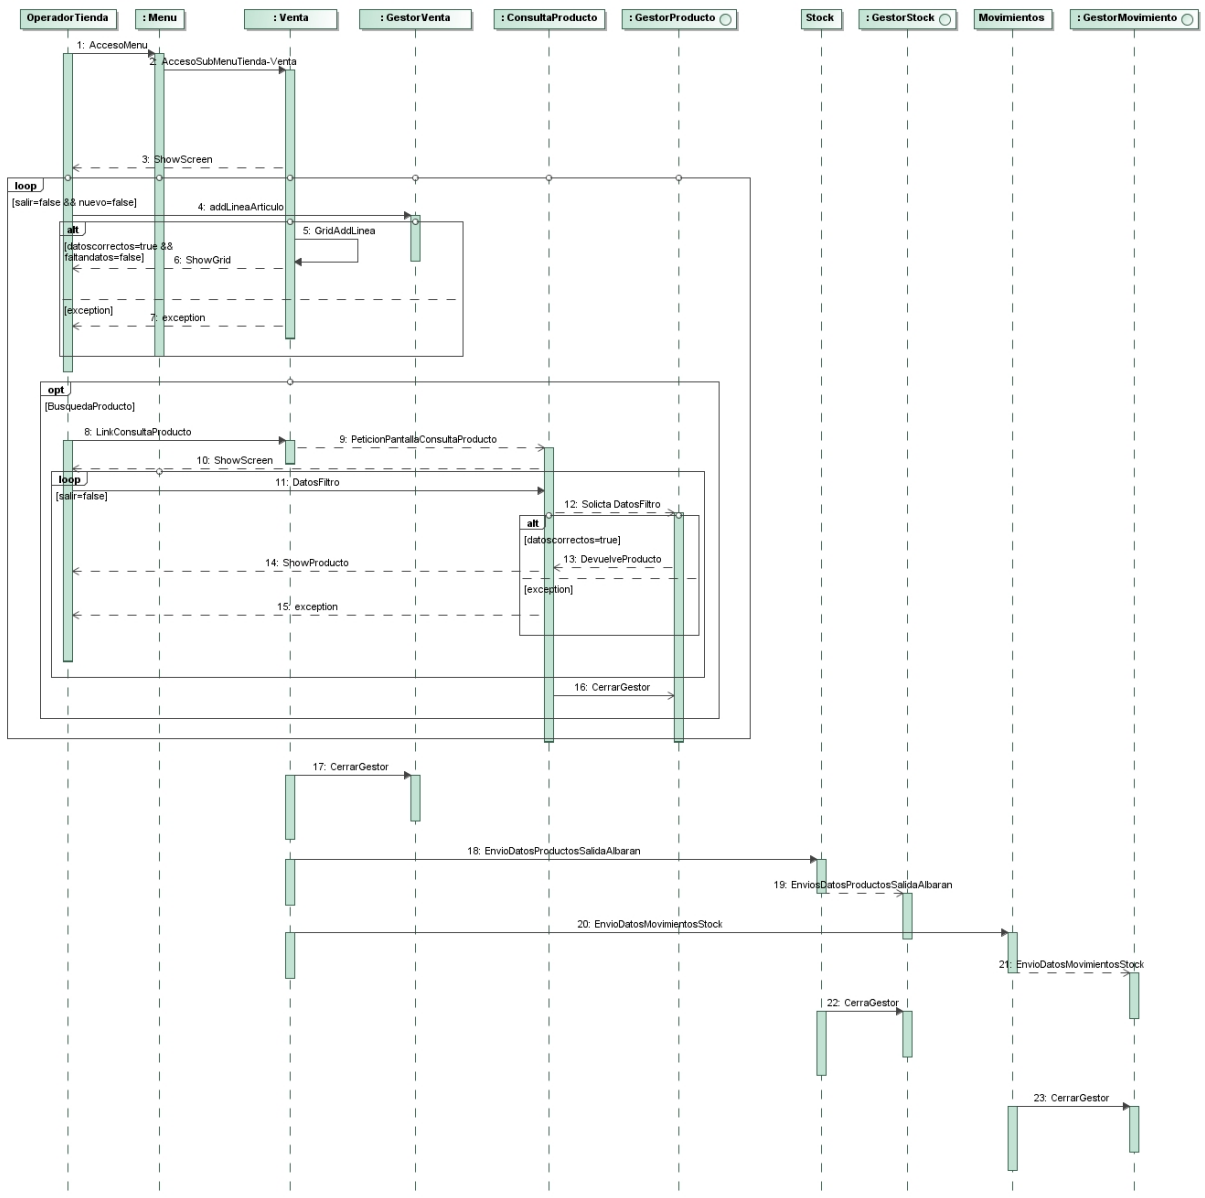 OperadorTienda
: Menu
: Venta
: GestorVenta
: ConsultaProducto
: GestorProducto
Stock
: GestorStock
Movimientos
: GestorMovimiento
1: AccesoMenu
2: AccesoSubMenuTienda-Venta
3: ShowScreen
loop
[salir=false && nuevo=false]
4: addLineaArticulo
alt
5: GridAddLinea
[datoscorrectos=true &&
faltandatos=false]
6: ShowGrid
[exception]
7: exception
opt
[BusquedaProducto]
8: LinkConsultaProducto
9: PeticionPantallaConsultaProducto
10: ShowScreen
loop
11: DatosFiltro
[salir=false]
12: Solicta DatosFiltro
alt
[datoscorrectos=true]
13: DevuelveProducto
14: ShowProducto
[exception]
15: exception
16: CerrarGestor
17: CerrarGestor
18: EnvioDatosProductosSalidaAlbaran
19: EnviosDatosProductosSalidaAlbaran
20: EnvioDatosMovimientosStock
21: EnvioDatosMovimientosStock
22: CerraGestor
23: CerrarGestor